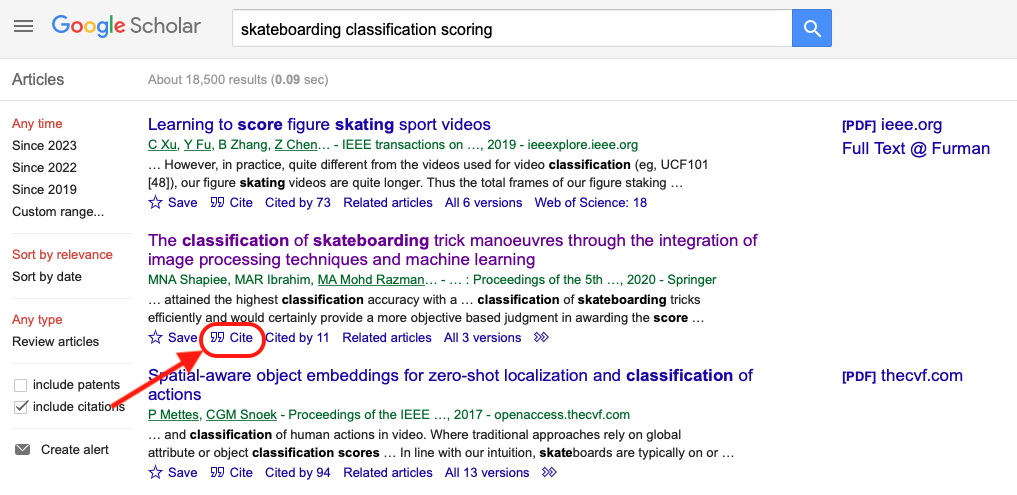 Google Scholar
skateboarding classification scoring
Articles
About 18,500 results (0.09 sec)
Any time
Since 2023
Since 2022
Since 2019
Custom range...
Sort by relevance
Sort by date
Any type
Review articles
include patents
include citations
Create alert
Learning to score figure skating sport videos
C Xu, Y Fu, B Zhang, Z Chen… - IEEE transactions on …, 2019 - ieeexplore.ieee.org
… However, in practice, quite different from the videos used for video classification (eg, UCF101
[48]), our figure skating videos are quite longer. Thus the total frames of our figure staking …
Save Cite Cited by 73 Related articles All 6 versions Web of Science: 18
[PDF] ieee.org
Full Text @ Furman
The classification of skateboarding trick manoeuvres through the integration of
image processing techniques and machine learning
MNA Shapiee, MAR Ibrahim, MA Mohd Razman… - … : Proceedings of the 5th …, 2020 - Springer
… attained the highest classification accuracy with a … classification of skateboarding tricks
efficiently and would certainly provide a more objective based judgment in awarding the score …
Save Cite Cited by 11 Related articles All 3 versions
Spatial-aware object embeddings for zero-shot localization and classification of
actions
P Mettes, CGM Snoek - Proceedings of the IEEE …, 2017 - openaccess.thecvf.com
… and classification of human actions in video. Where traditional approaches rely on global
attribute or object classification scores … In line with our intuition, skateboards are typically on or …
Save Cite Cited by 94 Related articles All 13 versions
[PDF] thecvf.com